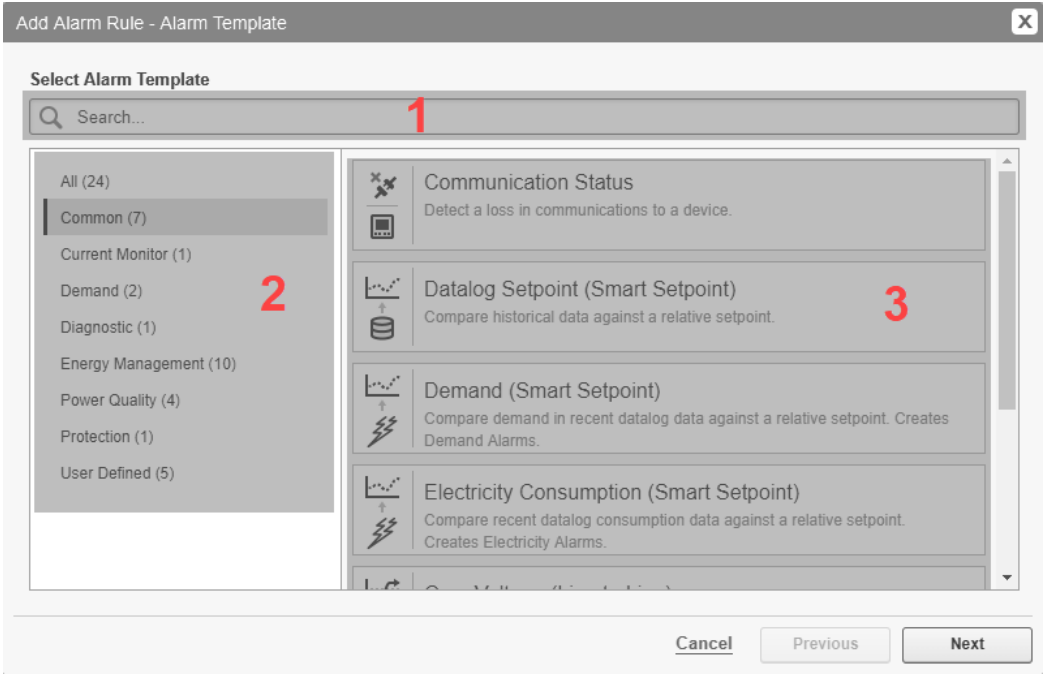 Add Alarm Rule - Alarm Template
X
Select Alarm Template
Search...
1
All (24)
Common (7)
Current Monitor (1)
Demand (2)
Diagnostic (1)
Energy Management (10)
Power Quality (4)
Protection (1)
User Defined (5)
2
Communication Status
Detect a loss in communications to a device.
Datalog Setpoint (Smart Setpoint)
Compare historical data against a relative setpoint.
3
Demand (Smart Setpoint)
Compare demand in recent datalog data against a relative setpoint. Creates
Demand Alarms.
Electricity Consumption (Smart Setpoint)
Compare recent datalog consumption data against a relative setpoint.
Creates Electricity Alarms.
Cancel
Previous
Next